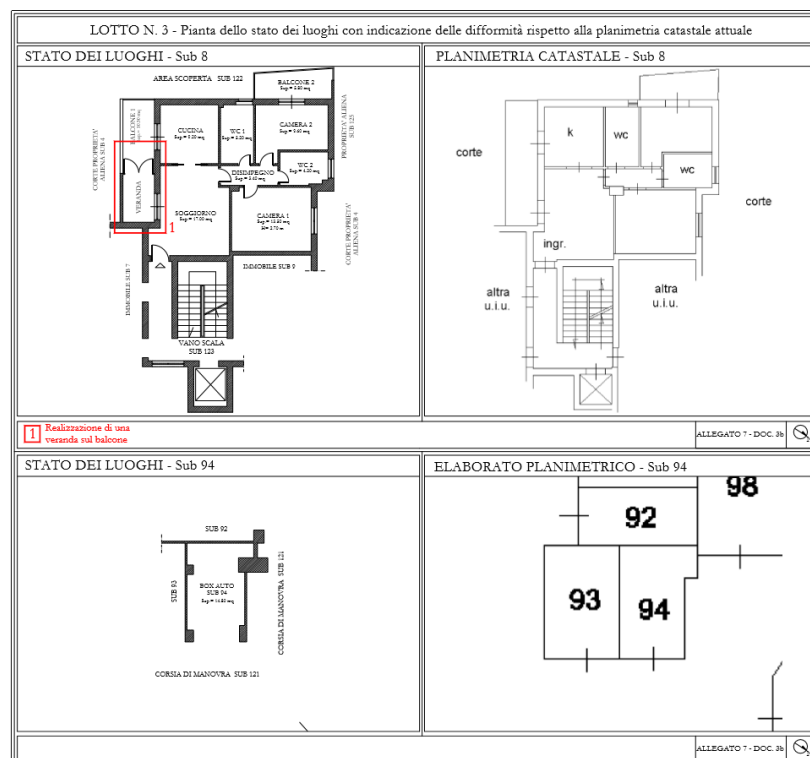 LOTTO N. 3 - Pianta dello stato dei luoghi con indicazione delle difformità rispetto alla planimetria catastale attuale
STATO DEI LUOGHI - Sub 8
AREA SCOPERTA SUB 122
BALCONE 2
BALCONE 1
CORTE PROPRIETA'
ALIENA SUB 4
CUCINA
WC 1
CAMERA 2
PROPRIETA' ALIENA
SUB 125
WC 2
DISIMPEGNO
VERANDA
SOGGIORNO
Sup = 17.00 mq
CAMERA 1
H= 2.70 m
CORTE PROPRIETA'
ALIENA SUB 4
1
IMMOBILE SUB 7
IMMOBILE SUB 9
VANO SCALA
SUB 123
1 Realizzazione di una
veranda sul balcone
PLANIMETRIA CATASTALE - Sub 8
corte
k
wc
wc
corte
ingr.
altra
u.i.u.
altra
u.i.u.
ALLEGATO 7 - DOC. 3b
STATO DEI LUOGHI - Sub 94
SUB 92
SUB 93
BOX AUTO
SUB 94
CORSIA DI MANOVRA SUB 121
CORSIA DI MANOVRA SUB 121
ELABORATO PLANIMETRICO - Sub 94
98
92
93
94
ALLEGATO 7 - DOC. 3b